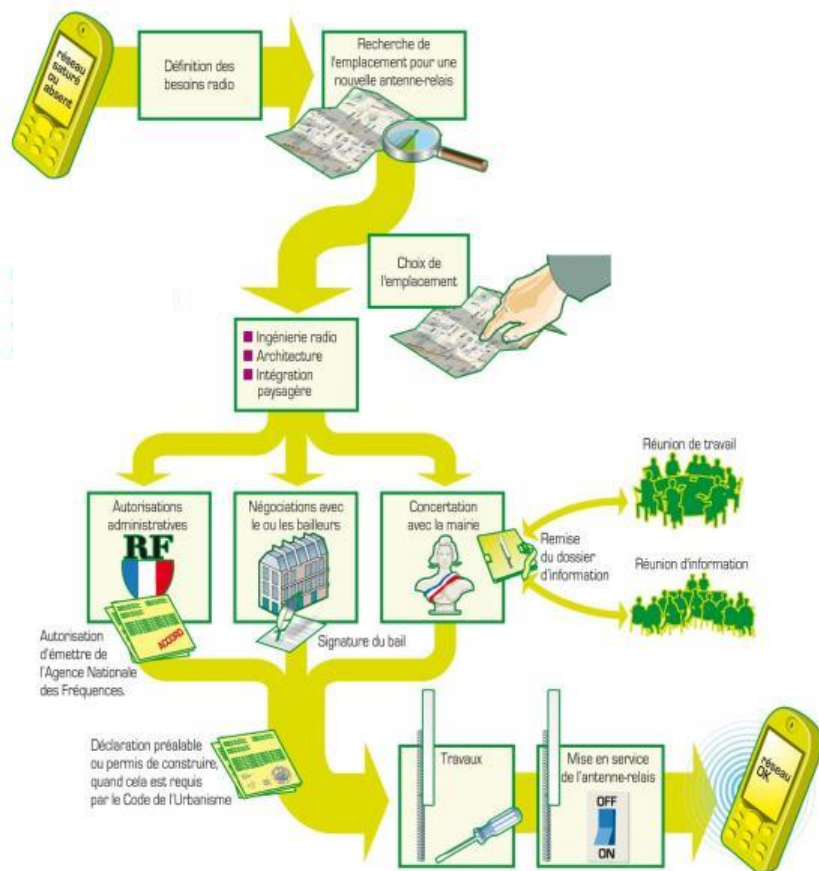 réseau
saturé
ou
absent
Définition des
besoins radio
Recherche de
l'emplacement pour une
nouvelle antenne-relais
Choix de
l'emplacement
Ingénierie radio
Architecture
Intégration
paysagère
Autorisations
administratives
RF
ACCORD
Autorisation
d'émettre de
l'Agence Nationale
des Fréquences.
Négociations avec
le ou les bailleurs
Signature du bail
Concertation
avec la mairie
Remise
du dossier
d'information
Réunion de travail
Réunion d'information
Déclaration préalable
ou permis de construire,
quand cela est requis
par le Code de l'Urbanisme
Travaux
Mise en service
de l'antenne-relais
OFF
ON
réseau
OK